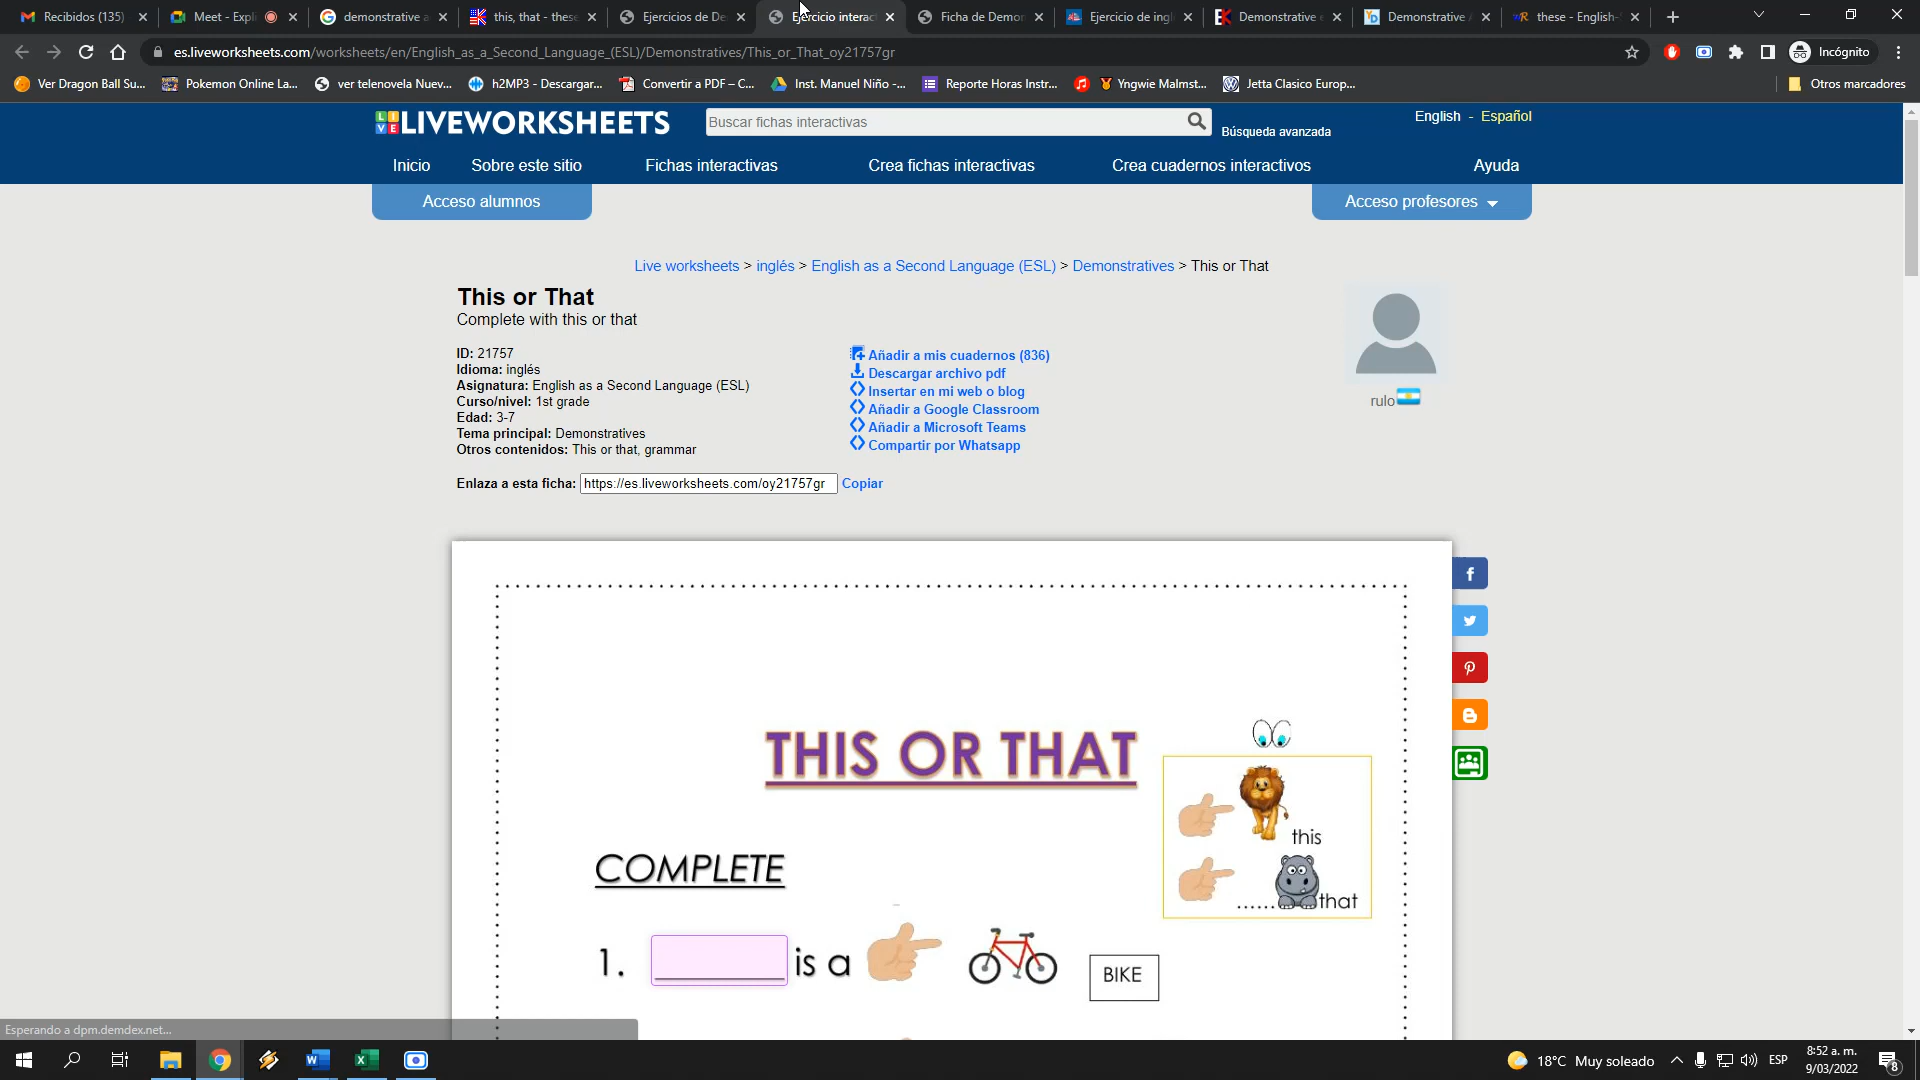 Recibidos (135)
Meet - Expli
demonstrative a
this, that - these
Ejercicios de De
Ejercicio interac
Ficha de Demon
Ejercicio de ingl
Demonstrative
Demonstrative A
these - English-S
es.liveworksheets.com/worksheets/en/English_as_a_Second_Language_(ESL)/Demonstratives/This_or_That_oy21757gr
Incógnito
Ver Dragon Ball Su...
Pokemon Online La...
ver telenovela Nuev...
h2MP3 - Descargar...
Convertir a PDF – C...
Inst. Manuel Niño -...
Reporte Horas Instr...
Yngwie Malmst...
Jetta Clasico Europ...
Otros marcadores
LIVE
LIVEWORKSHEETS
Buscar fichas interactivas
Búsqueda avanzada
English - Español
Inicio
Sobre este sitio
Fichas interactivas
Crea fichas interactivas
Crea cuadernos interactivos
Ayuda
Acceso alumnos
Acceso profesores
Live worksheets > inglés > English as a Second Language (ESL) > Demonstratives > This or That
This or That
Complete with this or that
ID: 21757
Idioma: inglés
Asignatura: English as a Second Language (ESL)
Curso/nivel: 1st grade
Edad: 3-7
Tema principal: Demonstratives
Otros contenidos: This or that, grammar
Añadir a mis cuadernos (836)
Descargar archivo pdf
Insertar en mi web o blog
Añadir a Google Classroom
Añadir a Microsoft Teams
Compartir por Whatsapp
rulo
Enlaza a esta ficha: https://es.liveworksheets.com/oy21757gr Copiar
THIS OR THAT
this
......that
COMPLETE
1. is a
BIKE
Esperando a dpm.demdex.net...
18°C Muy soleado
ESP
8:52 a. m.
9/03/2022
8